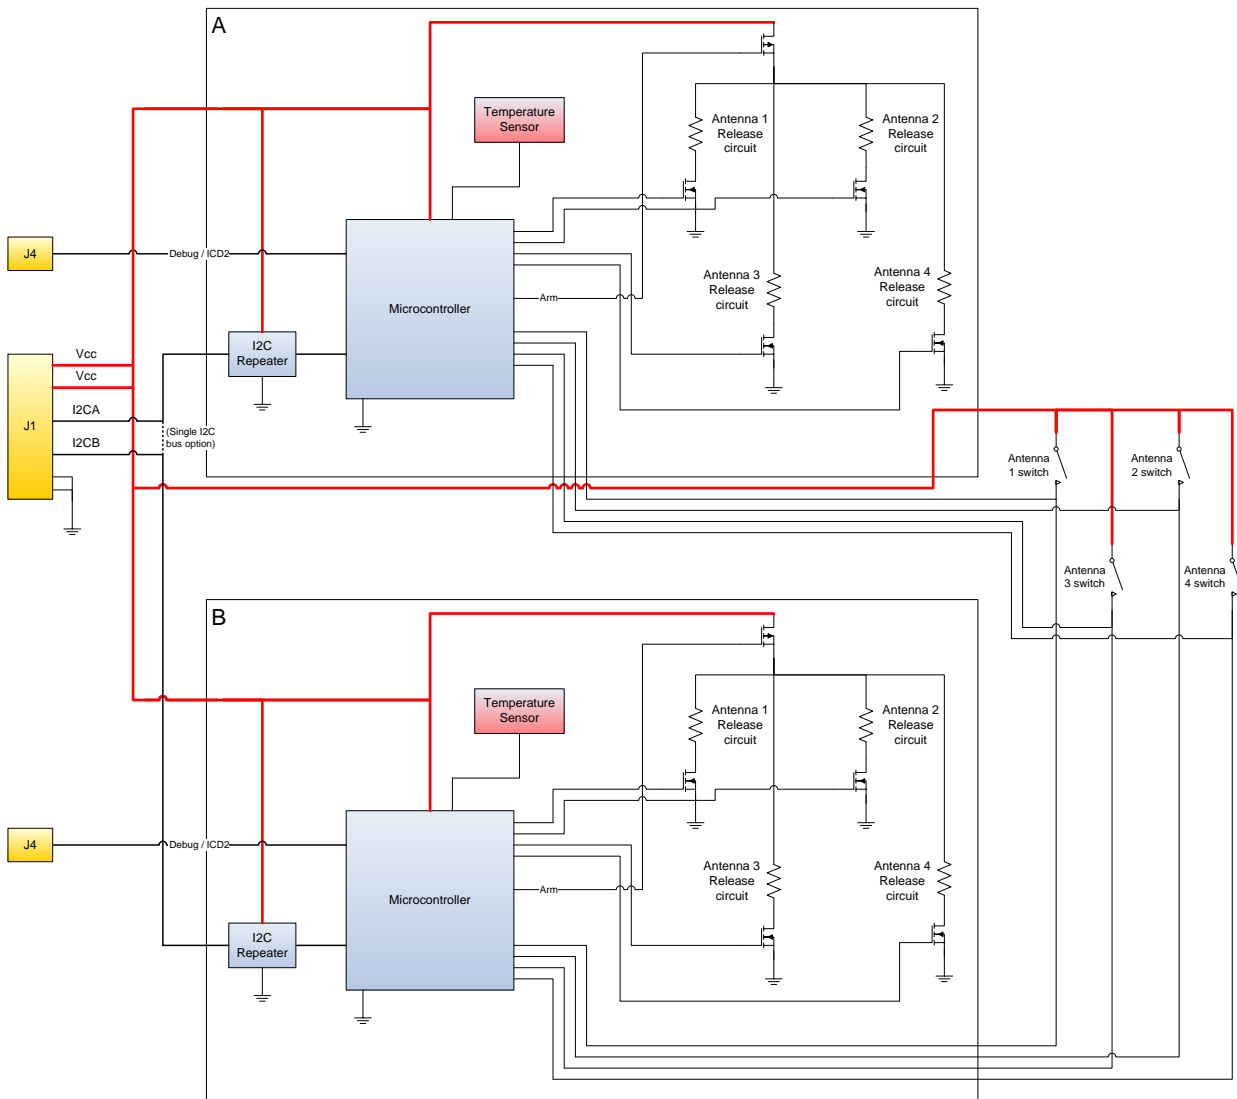 A
Temperature
Sensor
Antenna 1
Release
circuit
Antenna 2
Release
circuit
J4
Debug / ICD2
Microcontroller
Antenna 3
Release
circuit
Antenna 4
Release
circuit
Arm
I2C
Repeater
J1
Vcc
Vcc
I2CA
(Single I2C
bus option)
I2CB
Antenna
1 switch
Antenna
2 switch
Antenna
3 switch
Antenna
4 switch
B
Temperature
Sensor
Antenna 1
Release
circuit
Antenna 2
Release
circuit
J4
Debug / ICD2
Microcontroller
Antenna 3
Release
circuit
Antenna 4
Release
circuit
Arm
I2C
Repeater